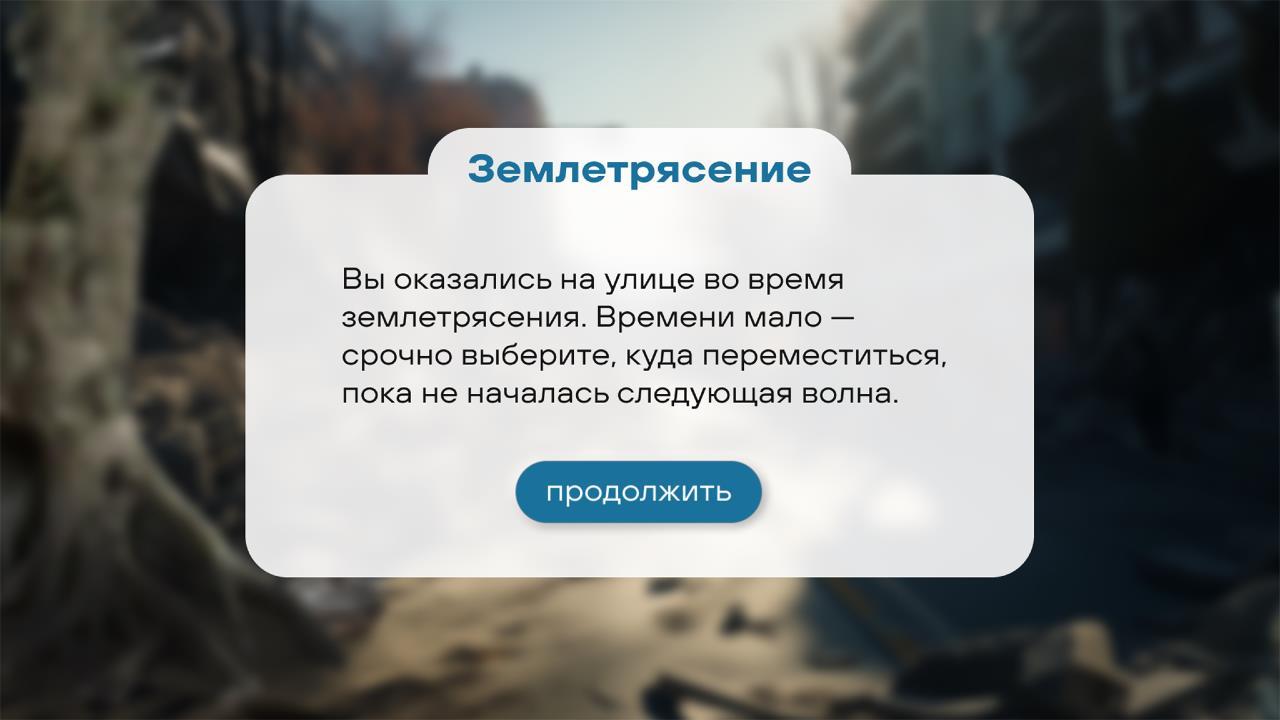 Землетрясение
Вы оказались на улице во время
землетрясения. Времени мало —
срочно выберите, куда переместиться,
пока не началась следующая волна.
продолжить